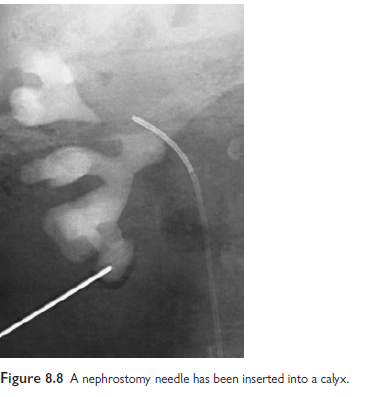 Figure 8.8 A nephrostomy needle has been inserted into a calyx.